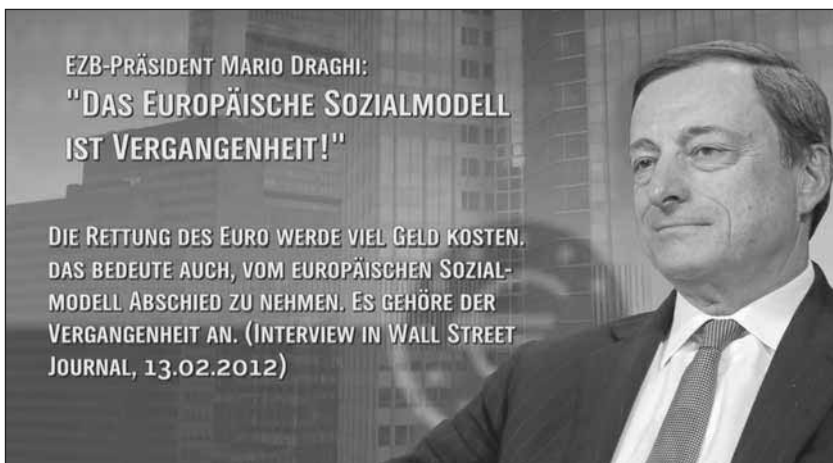 EZB-Präsident Mario Draghi:
"Das Europäische Sozialmodell
ist Vergangenheit!"
Die Rettung des Euro werde viel Geld kosten.
das bedeute auch, vom europäischen Sozial-
modell Abschied zu nehmen. Es gehöre der
Vergangenheit an. (Interview in Wall Street
Journal, 13.02.2012)